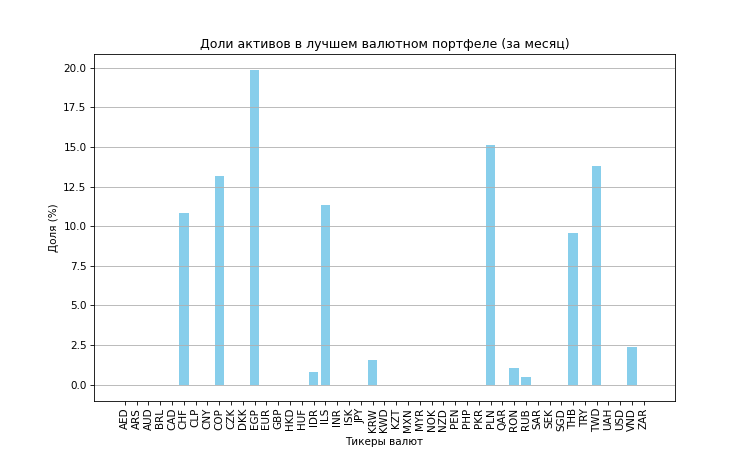 Доли активов в лучшем валютном портфеле (за месяц)
20.0
17.5
15.0
12.5
10.0
7.5
5.0
2.5
0.0
Доля (%)
AED
ARS
AUD
BRL
CAD
CHF
CLP
CNY
COP
CZK
DKK
EGP
EUR
GBP
HKD
HUF
IDR
ILS
INR
ISK
JPY
KRW
KWD
KZT
MXN
MYR
NOK
NZD
PEN
PHP
PKR
PLN
QAR
RON
RUB
SAR
SEK
SGD
THB
TRY
TWD
UAH
USD
VND
ZAR
Тикеры валют